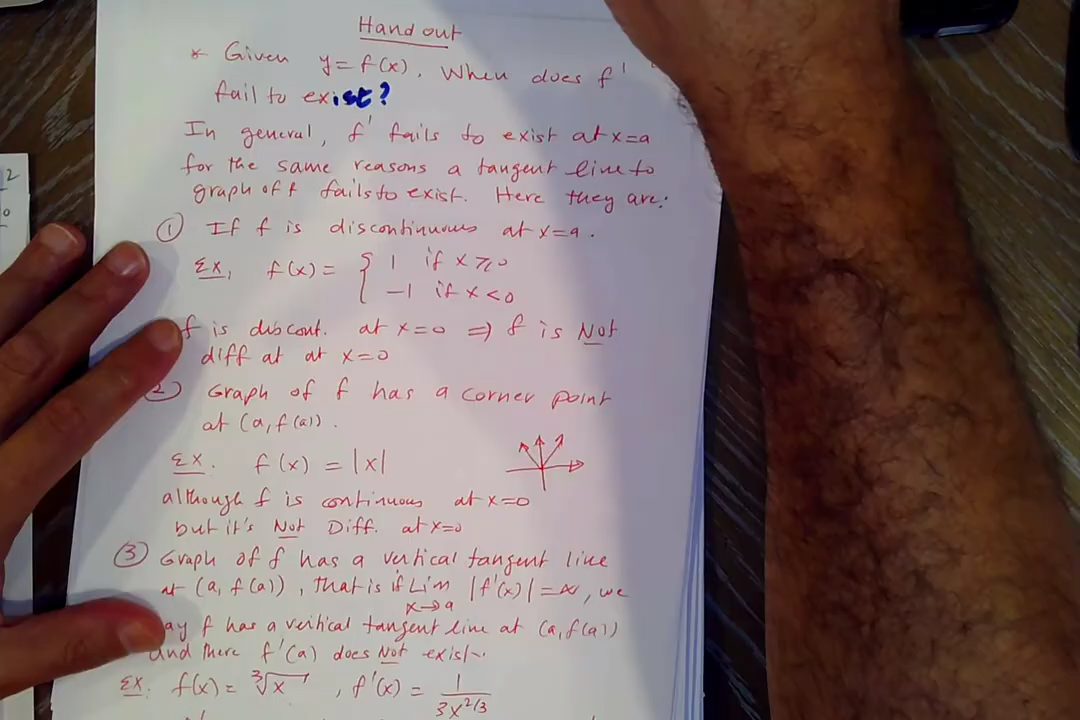 Hand out
* Given y=f(x). When does f'
fail to exist?
In general, f' fails to exist at x=a
for the same reasons a tangent line to
graph of f fails to exist. Here they are:
① If f is discontinuous at x=a.
Ex, f(x)= { 1 if x ≥ 0
-1 if x < 0
f is discont. at x=0 ⇒ f is Not
diff at at x=0
② Graph of f has a corner point
at (a, f(a)).
Ex. f(x) = |x|
although f is continuous at x=0
but it's Not Diff. at x=0
③ Graph of f has a vertical tangent line
at (a, f(a)), that is if Lim |f'(x)| = ∞, we
x→a
ay f has a vertical tangent line at (a, f(a))
and there f'(a) does Not exist.
Ex. f(x) = ∛x , f'(x) = 1
3x^2/3
2
0